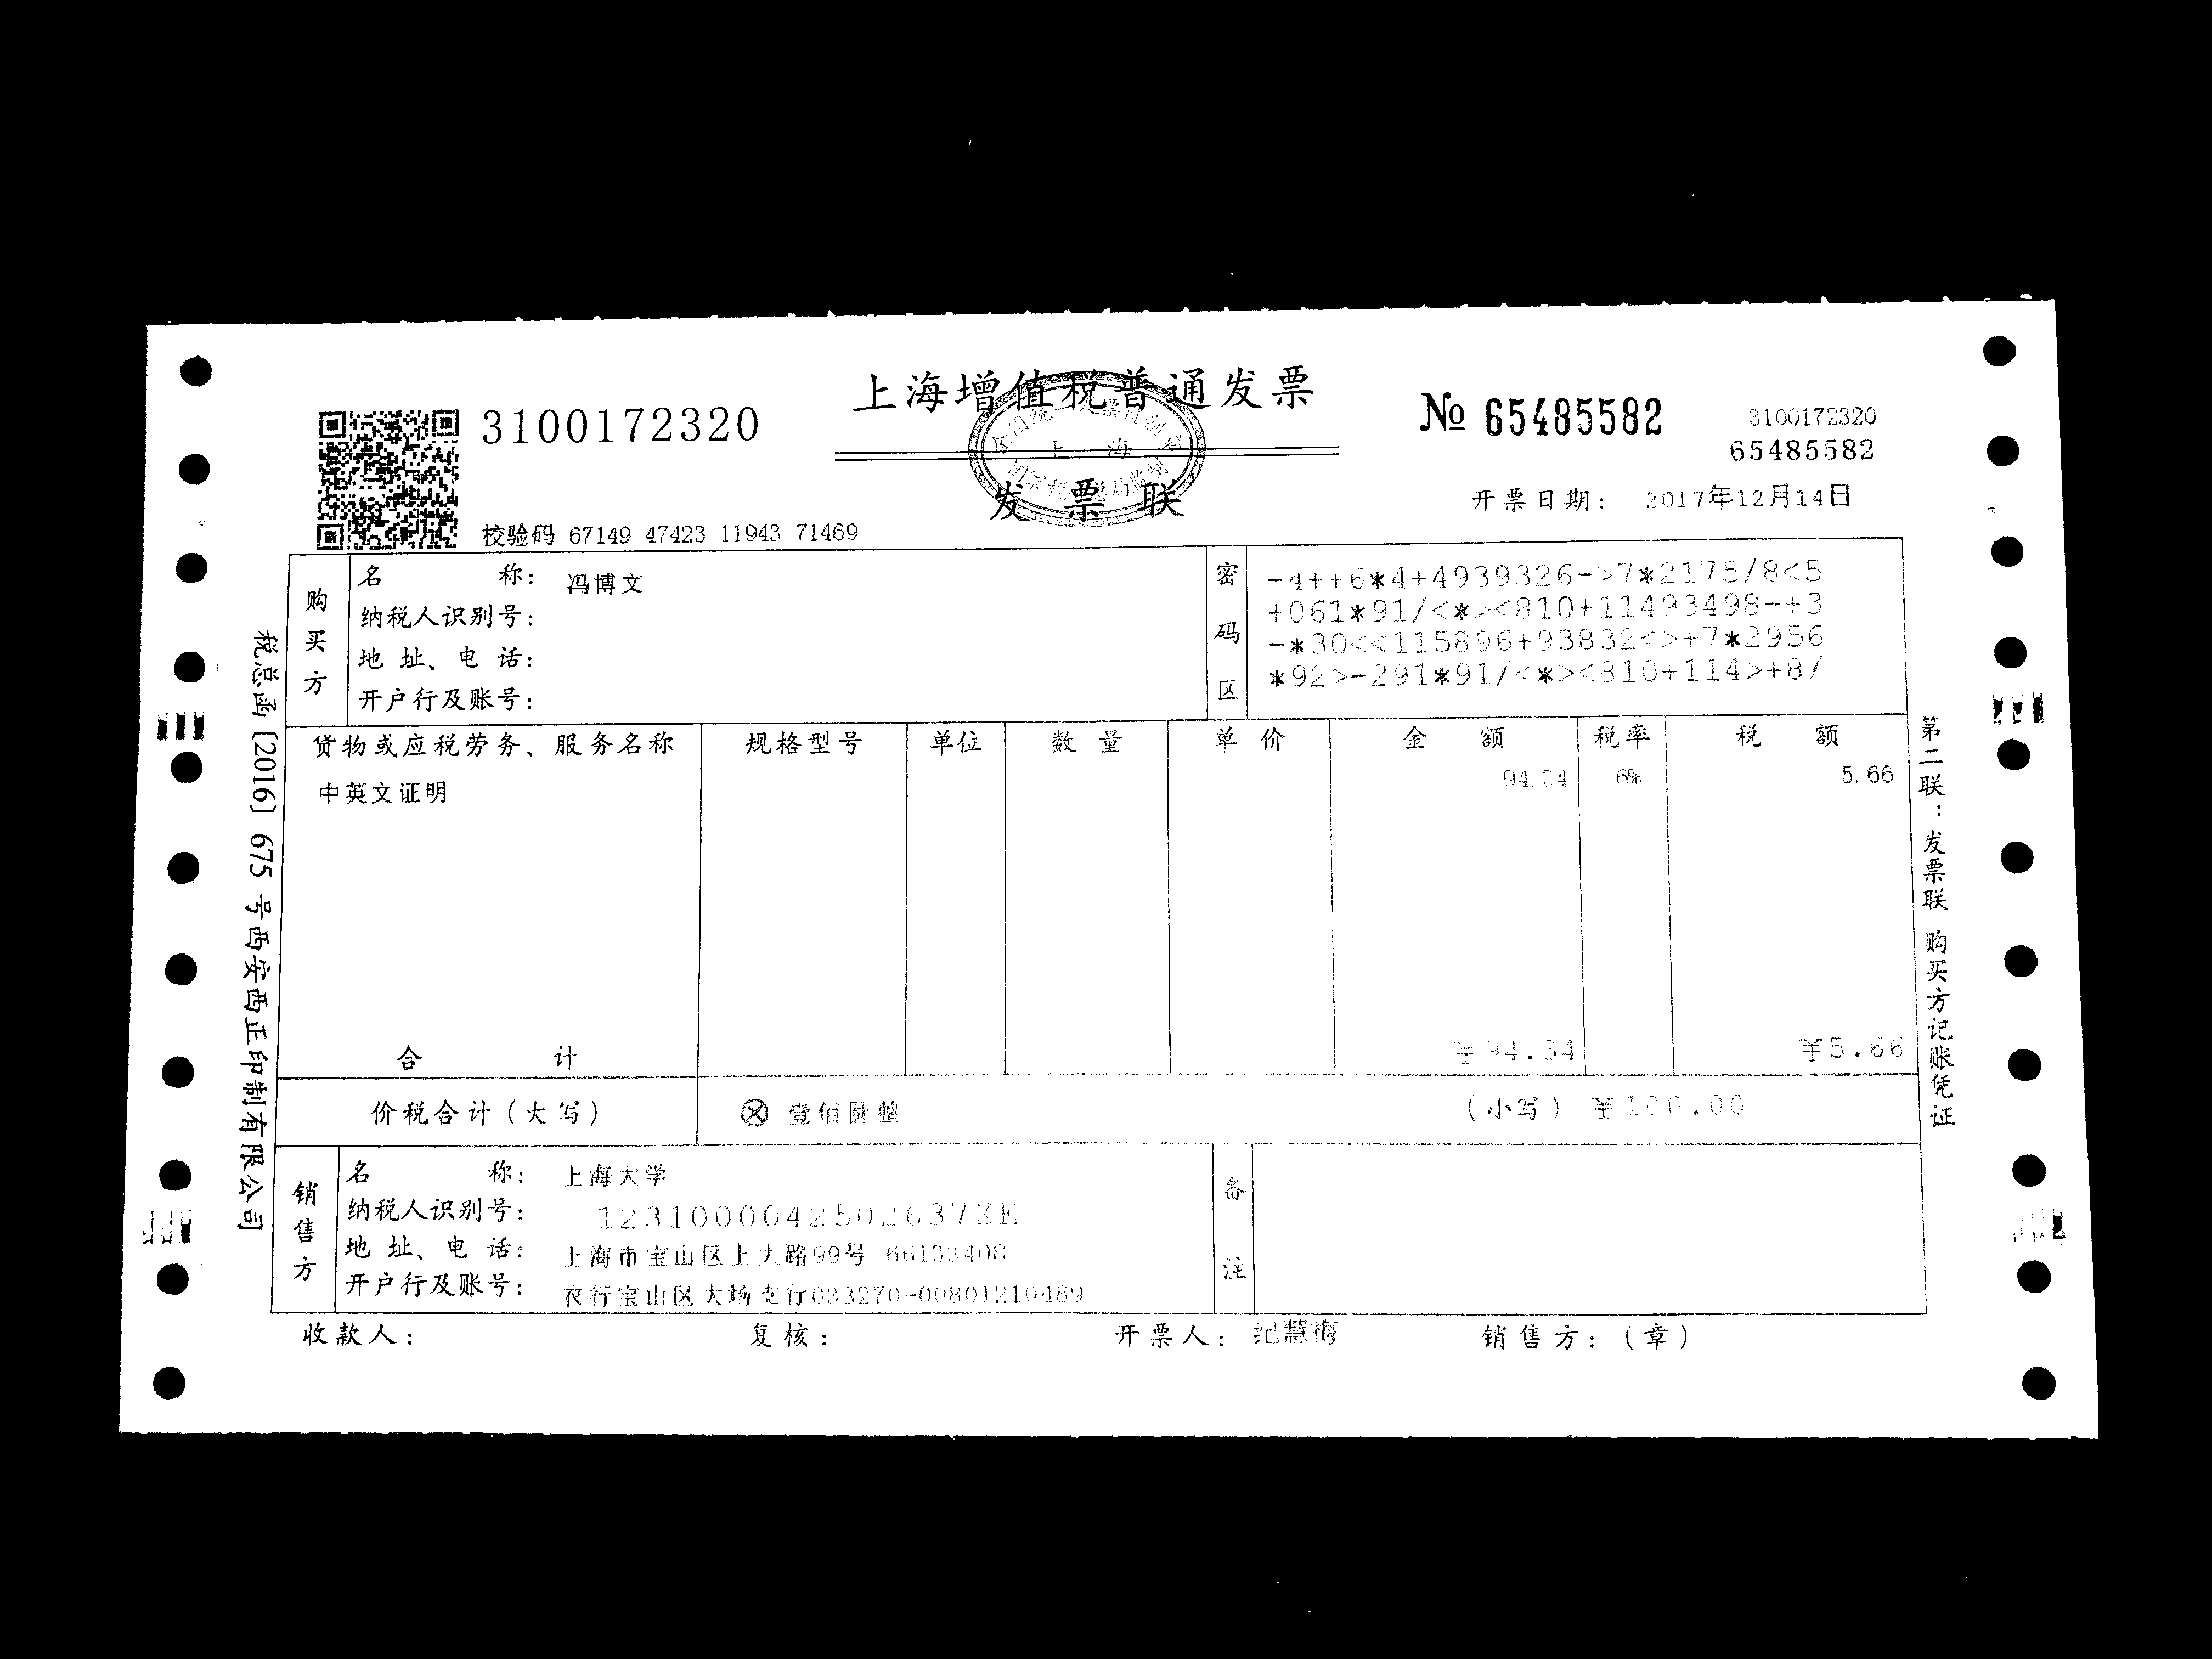 上海增值税普通发票
3100172320
№ 65485582
3100172320
65485582
全国统一发票监制章
上海
国家税务总局监制
发票联
开票日期: 2017年12月14日
校验码 67149 47423 11943 71469
购买方
名称: 冯博文
纳税人识别号:
地址、电话:
开户行及账号:
密码区
-4++6*4+4939326->7*2175/8<5
+061*91/<*><810+11493498-+3
-*30<<115896+93832<>+7*2956
*92>-291*91/<*><810+114>+8/
货物或应税劳务、服务名称 规格型号 单位 数量 单价 金额 税率 税额
中英文证明 94.34 6% 5.66
合计 ¥94.34 ¥5.66
价税合计(大写) ⊗ 壹佰圆整 (小写) ¥100.00
销售方
名称: 上海大学
纳税人识别号:
地址、电话: 上海市宝山区上大路99号 66133408
开户行及账号: 农行宝山区大场支行033270-00801210489
备注
收款人: 复核: 开票人: 纪慧梅 销售方:(章)
税总函[2016]675号西安西正印制有限公司
第二联:发票联 购买方记账凭证